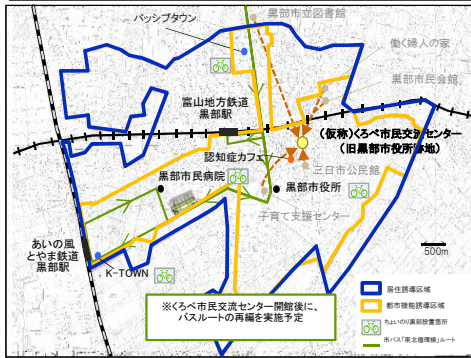 黒部市立図書館
パッシブタウン
働く婦人の家
黒部市民会館
富山地方鉄道
黒部駅
(仮称)くろべ市民交流センター
(旧黒部市役所跡地)
認知症カフェ
三日市公民館
黒部市民病院
黒部市役所
子育て支援センター
あいの風
とやま鉄道
黒部駅
K-TOWN
500m
※くろべ市民交流センター開館後に、
バスルートの再編を実施予定
居住誘導区域
都市機能誘導区域
ちょいのり黒部設置箇所
市バス「南北循環線」ルート